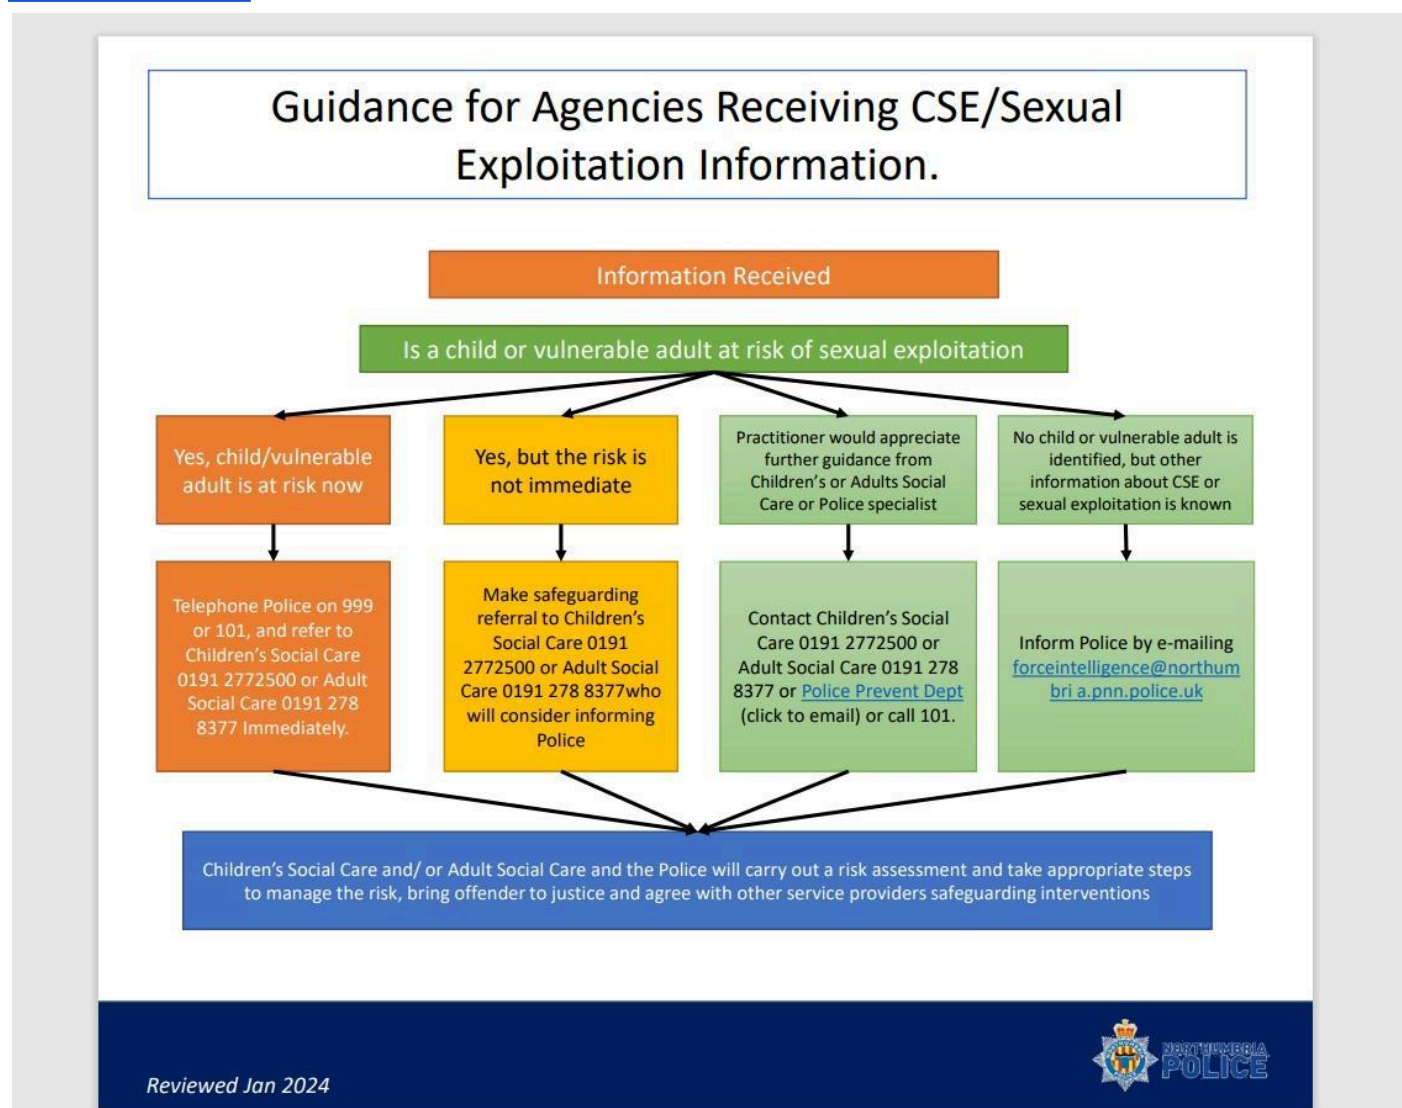 Guidance for Agencies Receiving CSE/Sexual
Exploitation Information.
Information Received
Is a child or vulnerable adult at risk of sexual exploitation
Yes, child/vulnerable
adult is at risk now
Yes, but the risk is
not immediate
Practitioner would appreciate
further guidance from
Children's or Adults Social
Care or Police specialist
No child or vulnerable adult is
identified, but other
information about CSE or
sexual exploitation is known
Telephone Police on 999
or 101, and refer to
Children's Social Care
0191 2772500 or Adult
Social Care 0191 278
8377 Immediately.
Make safeguarding
referral to Children's
Social Care 0191
2772500 or Adult Social
Care 0191 278 8377who
will consider informing
Police
Contact Children's Social
Care 0191 2772500 or
Adult Social Care 0191 278
8377 or Police Prevent Dept
(click to email) or call 101.
Inform Police by e-mailing
forceintelligence@northum
bri a.pnn.police.uk
Children's Social Care and/ or Adult Social Care and the Police will carry out a risk assessment and take appropriate steps
to manage the risk, bring offender to justice and agree with other service providers safeguarding interventions
Reviewed Jan 2024
NORTHUMBRIA
POLICE